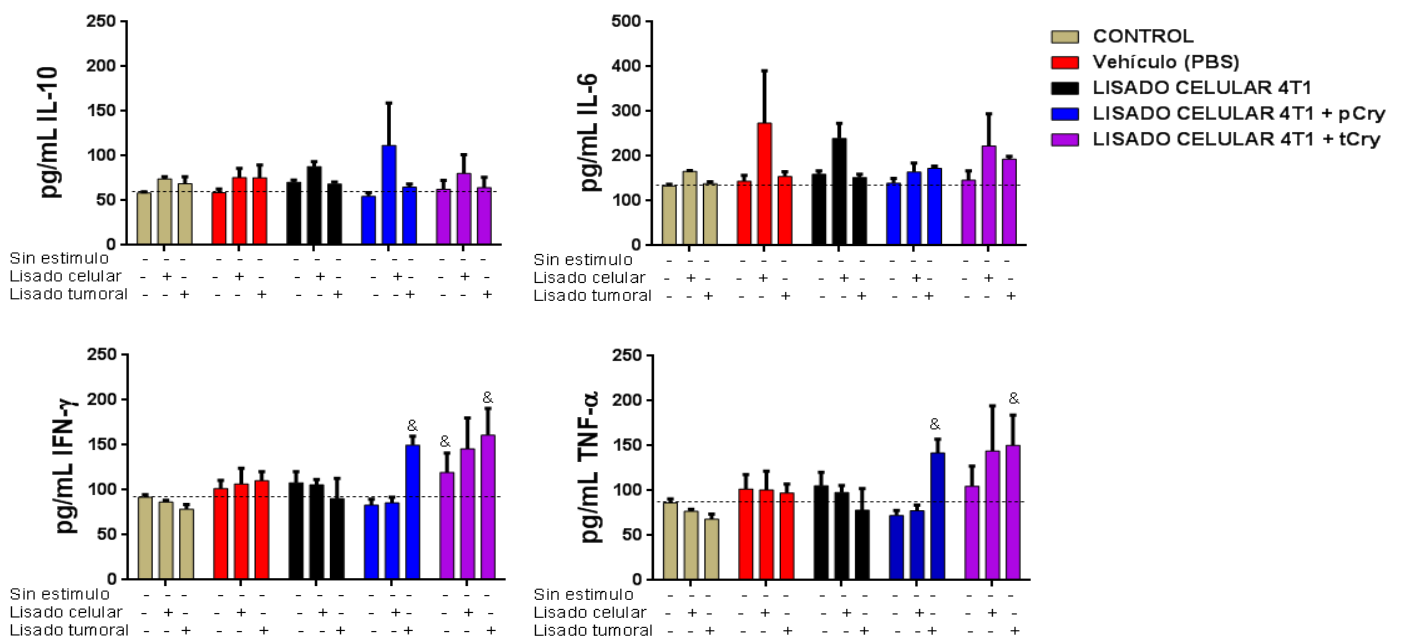 250
200
150
100
50
0
pg/mL IL-10
Sin estimulo - - - - - - - - - - - - - - -
Lisado celular - + - - + - - + - - + - - + -
Lisado tumoral - - + - - + - - + - - + - - +
500
400
300
200
100
0
pg/mL IL-6
Sin estimulo - - - - - - - - - - - - - - -
Lisado celular - + - - + - - + - - + - - + -
Lisado tumoral - - + - - + - - + - - + - - +
CONTROL
Vehículo (PBS)
LISADO CELULAR 4T1
LISADO CELULAR 4T1 + pCry
LISADO CELULAR 4T1 + tCry
250
200
150
100
50
0
pg/mL IFN-γ
& & &
Sin estimulo - - - - - - - - - - - - - - -
Lisado celular - + - - + - - + - - + - - + -
Lisado tumoral - - + - - + - - + - - + - - +
250
200
150
100
50
0
pg/mL TNF-α
& &
Sin estimulo - - - - - - - - - - - - - - -
Lisado celular - + - - + - - + - - + - - + -
Lisado tumoral - - + - - + - - + - - + - - +